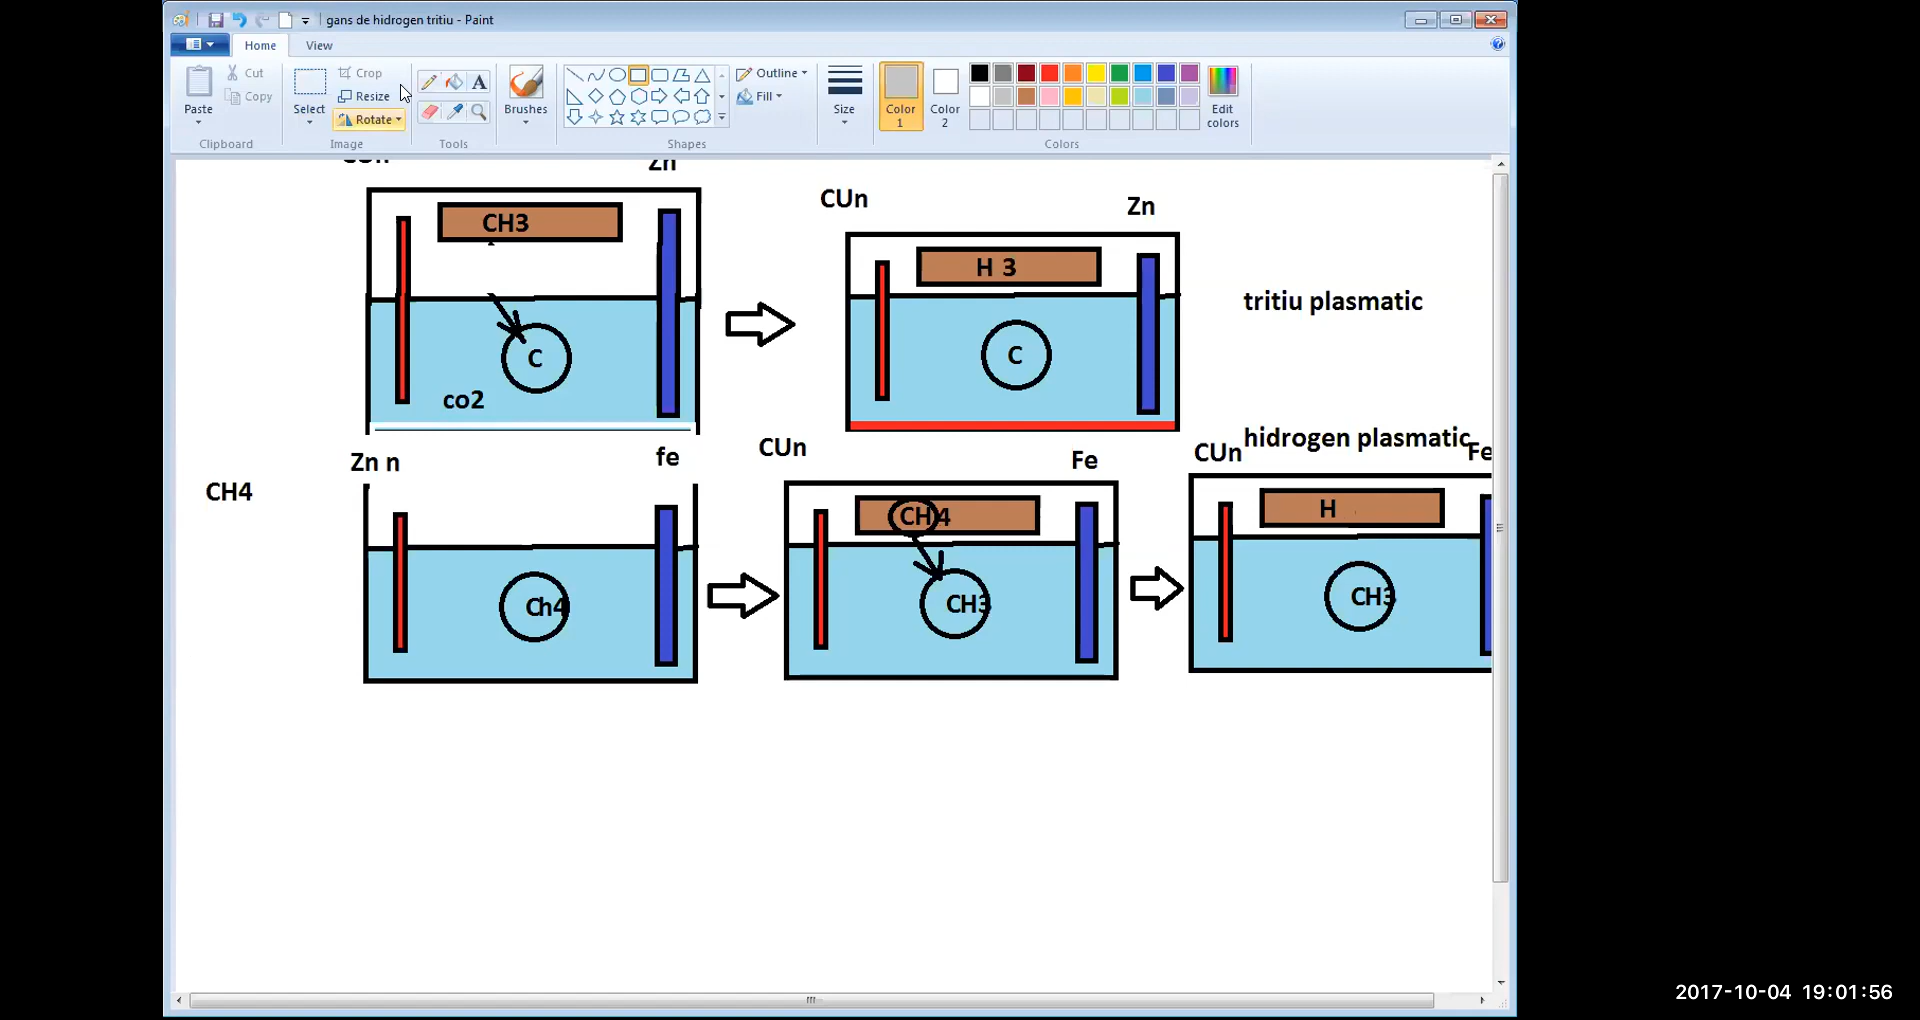 gans de hidrogen tritiu - Paint
Home View
Paste
Cut
Copy
Clipboard
Select
Crop
Resize
Rotate
Image
A
Tools
Brushes
Shapes
Outline
Fill
Size
Color 1
Color 2
Edit colors
Colors
CUn Zn
CH3
C
co2
CUn Zn
H 3
C
tritiu plasmatic
CH4
Zn n fe
Ch4
CUn Fe
CH4
CH3
hidrogen plasmatic
CUn Fe
H
CH3
2017-10-04 19:01:56